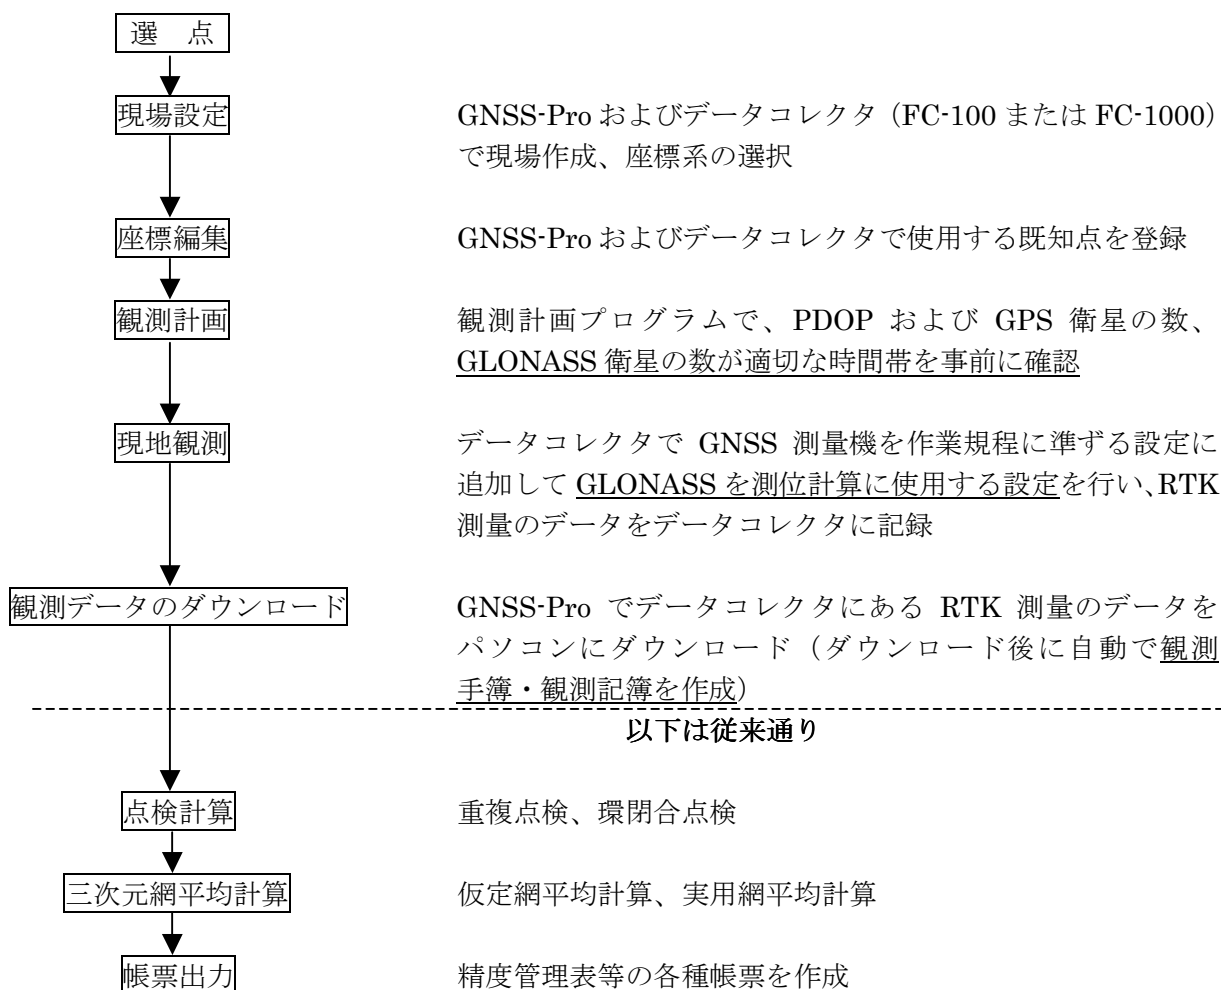 選　点
現場設定
GNSS-Pro およびデータコレクタ（FC-100 または FC-1000）
で現場作成、座標系の選択
座標編集
GNSS-Pro およびデータコレクタで使用する既知点を登録
観測計画
観測計画プログラムで、PDOP および GPS 衛星の数、
GLONASS 衛星の数が適切な時間帯を事前に確認
現地観測
データコレクタで GNSS 測量機を作業規程に準ずる設定に
追加して GLONASS を測位計算に使用する設定を行い、RTK
測量のデータをデータコレクタに記録
観測データのダウンロード
GNSS-Pro でデータコレクタにある RTK 測量のデータを
パソコンにダウンロード（ダウンロード後に自動で観測
手簿・観測記簿を作成）
以下は従来通り
点検計算
重複点検、環閉合点検
三次元網平均計算
仮定網平均計算、実用網平均計算
帳票出力
精度管理表等の各種帳票を作成